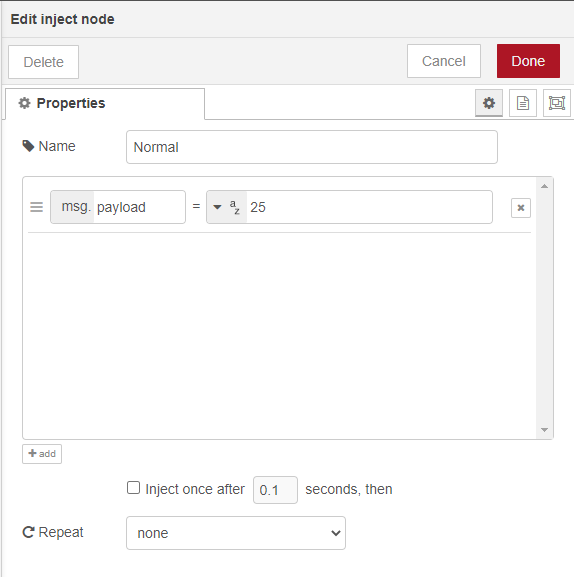 Edit inject node
Delete Cancel Done
Properties
Name Normal
msg. payload = az 25
add
Inject once after 0.1 seconds, then
Repeat none